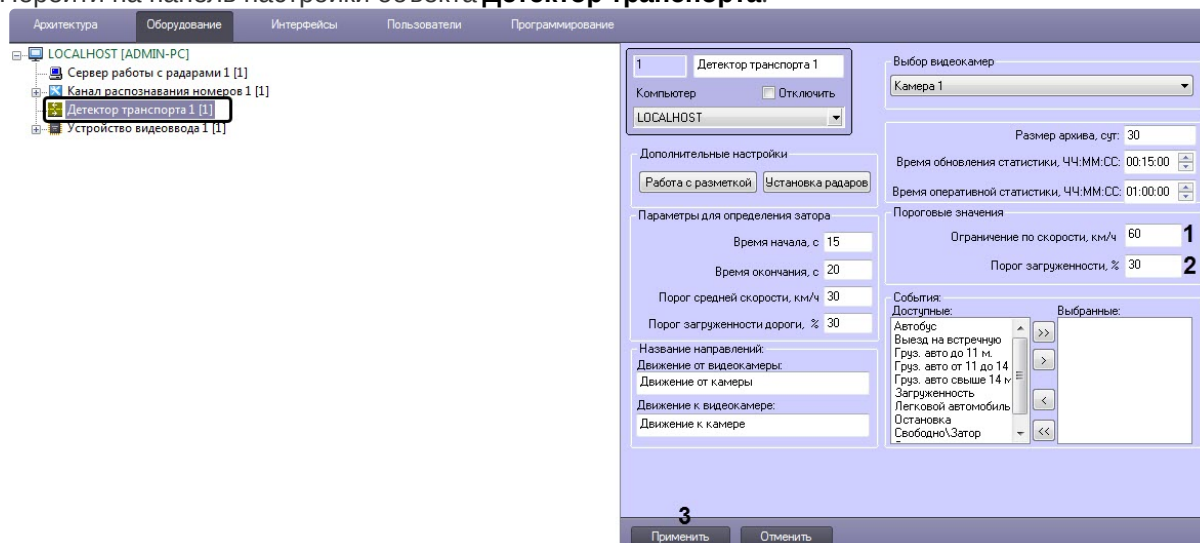 Перейти на панель настройки объекта Детектор транспорта.
Архитектура Оборудование Интерфейсы Пользователи Программирование
LOCALHOST [ADMIN-PC]
Сервер работы с радарами 1 [1]
Канал распознавания номеров 1 [1]
Детектор транспорта 1 [1]
Устройство видеоввода 1 [1]
1 Детектор транспорта 1
Компьютер Отключить
LOCALHOST
Дополнительные настройки
Работа с разметкой Установка радаров
Параметры для определения затора
Время начала, с 15
Время окончания, с 20
Порог средней скорости, км/ч 30
Порог загруженности дороги, % 30
Название направлений:
Движение от видеокамеры:
Движение от камеры
Движение к видеокамере:
Движение к камере
Выбор видеокамер
Камера 1
Размер архива, сут: 30
Время обновления статистики, ЧЧ:ММ:СС: 00:15:00
Время оперативной статистики, ЧЧ:ММ:СС: 01:00:00
Пороговые значения
Ограничение по скорости, км/ч 60 1
Порог загруженности, % 30 2
События:
Доступные: Выбранные:
Автобус
Выезд на встречную
Груз. авто до 11 м.
Груз. авто от 11 до 14
Груз. авто свыше 14 м
Загруженность
Легковой автомобиль
Остановка
Свободно\Затор
>>
>
<
<<
3
Применить Отменить